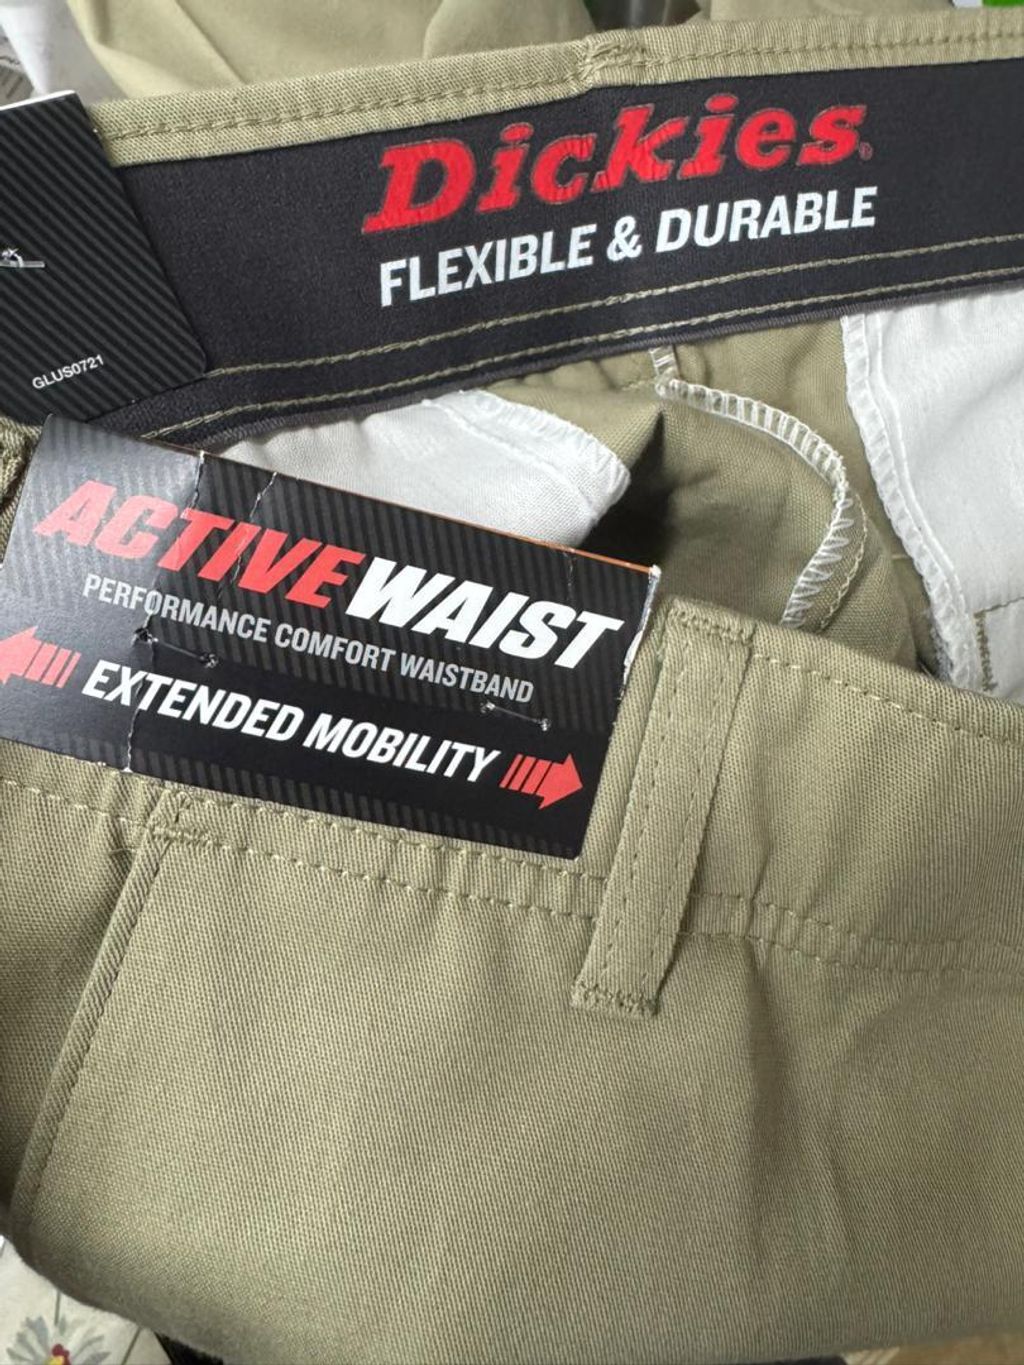 Dickies
FLEXIBLE & DURABLE
GLUS0721
ACTIVEWAIST
PERFORMANCE COMFORT WAISTBAND
EXTENDED MOBILITY